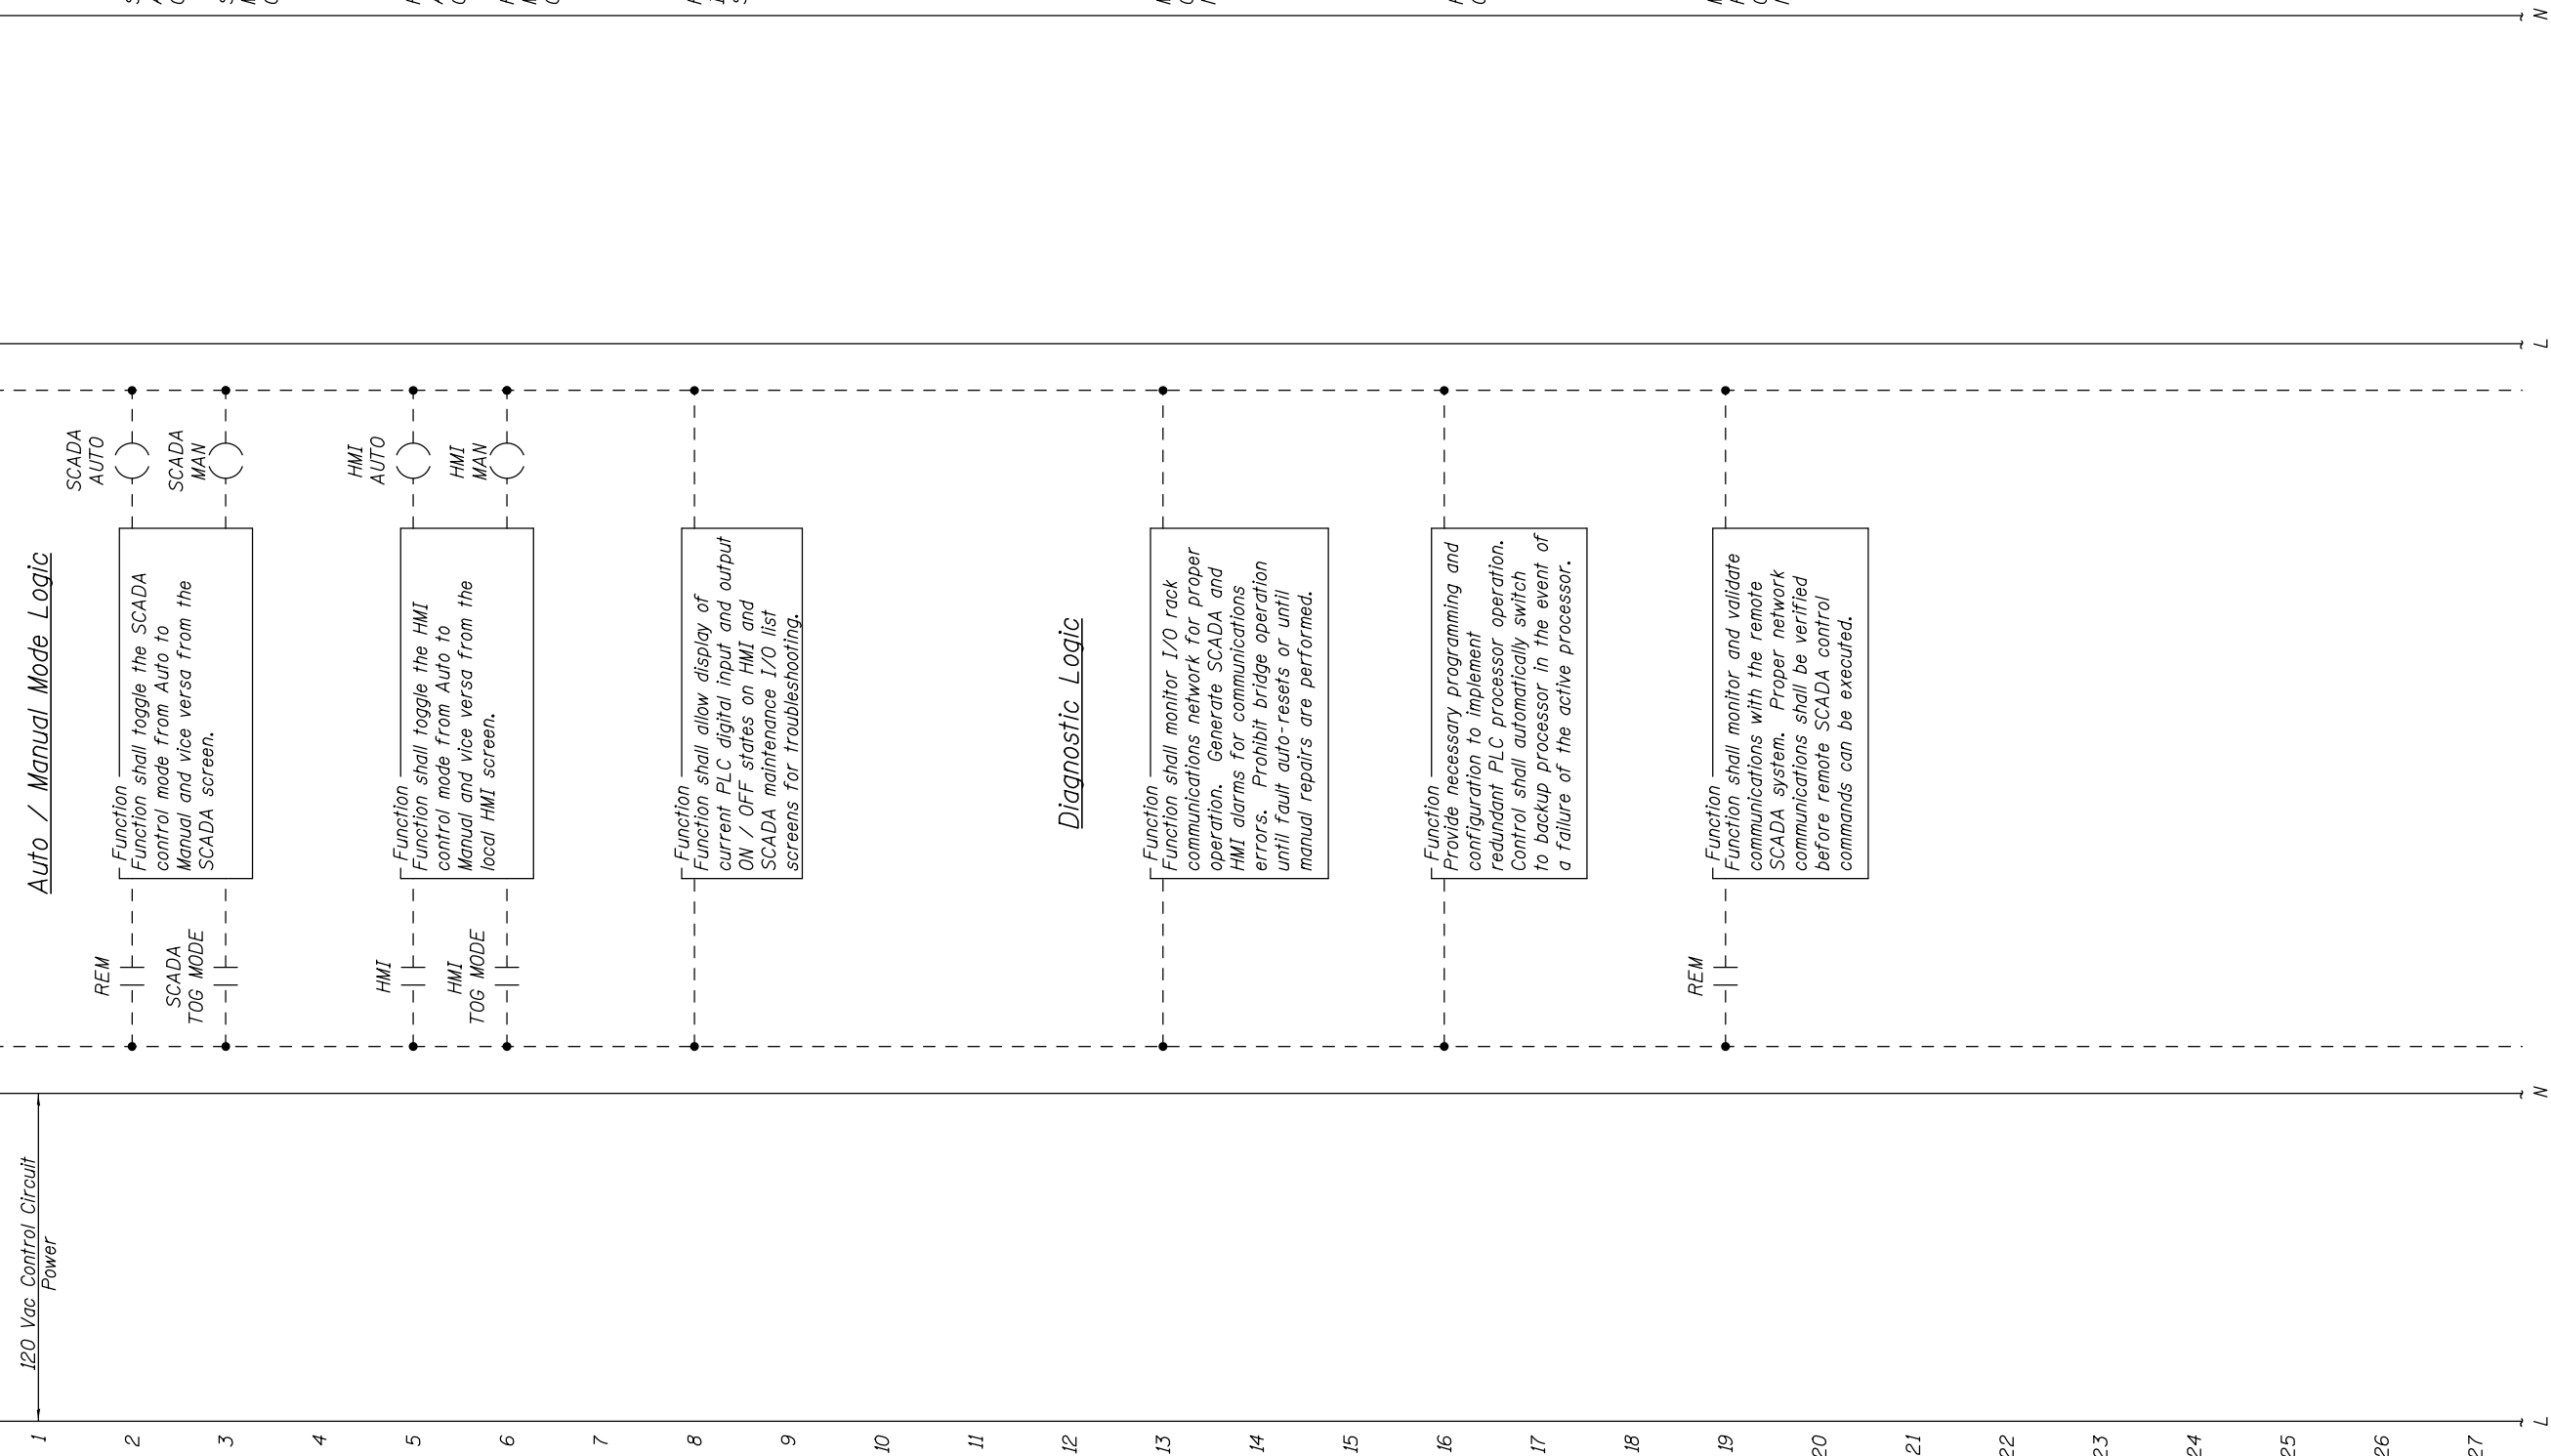 120 Vac Control Circuit
Power
Auto / Manual Mode Logic
1
2
REM
Function
Function shall toggle the SCADA
control mode from Auto to
Manual and vice versa from the
SCADA screen.
SCADA
AUTO
3
SCADA
TOG MODE
SCADA
MAN
4
5
HMI
Function
Function shall toggle the HMI
control mode from Auto to
Manual and vice versa from the
local HMI screen.
HMI
AUTO
6
HMI
TOG MODE
HMI
MAN
7
8
Function
Function shall allow display of
current PLC digital input and output
ON / OFF states on HMI and
SCADA maintenance I/O list
screens for troubleshooting.
9
10
11
12
Diagnostic Logic
13
Function
Function shall monitor I/O rack
communications network for proper
operation. Generate SCADA and
HMI alarms for communications
errors. Prohibit bridge operation
until fault auto-resets or until
manual repairs are performed.
14
15
16
Function
Provide necessary programming and
configuration to implement
redundant PLC processor operation.
Control shall automatically switch
to backup processor in the event of
a failure of the active processor.
17
18
19
REM
Function
Function shall monitor and validate
communications with the remote
SCADA system. Proper network
communications shall be verified
before remote SCADA control
commands can be executed.
20
21
22
23
24
25
26
27
L
N
L
N